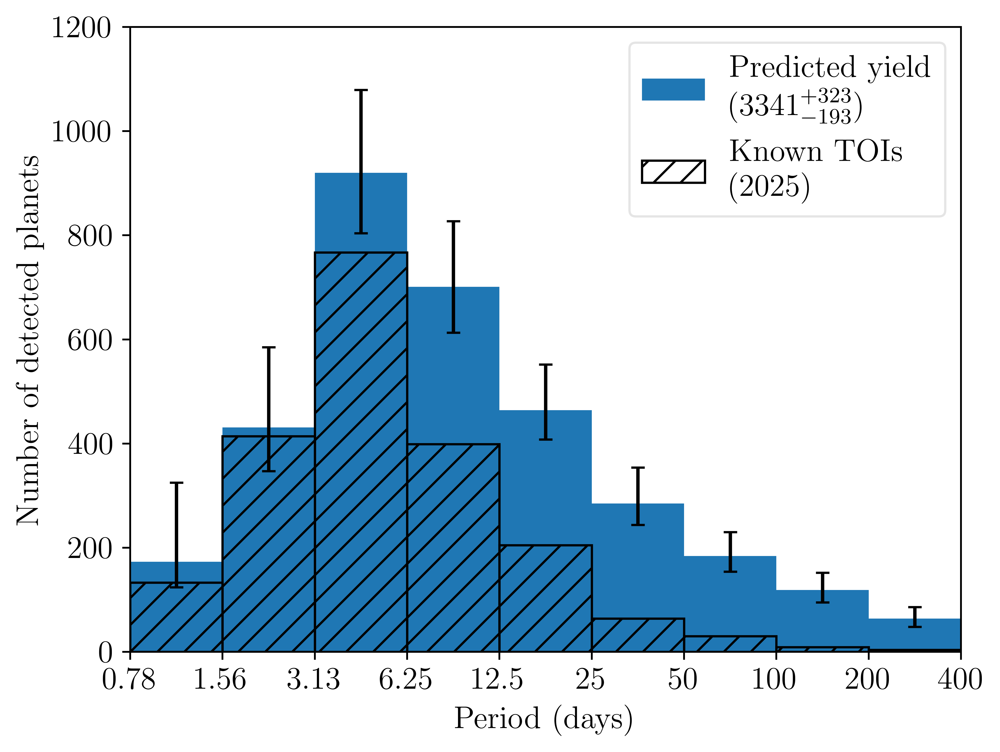 1200
1000
800
600
400
200
0
Number of detected planets
Predicted yield
(3341+323−193)
Known TOIs
(2025)
0.78 1.56 3.13 6.25 12.5 25 50 100 200 400
Period (days)